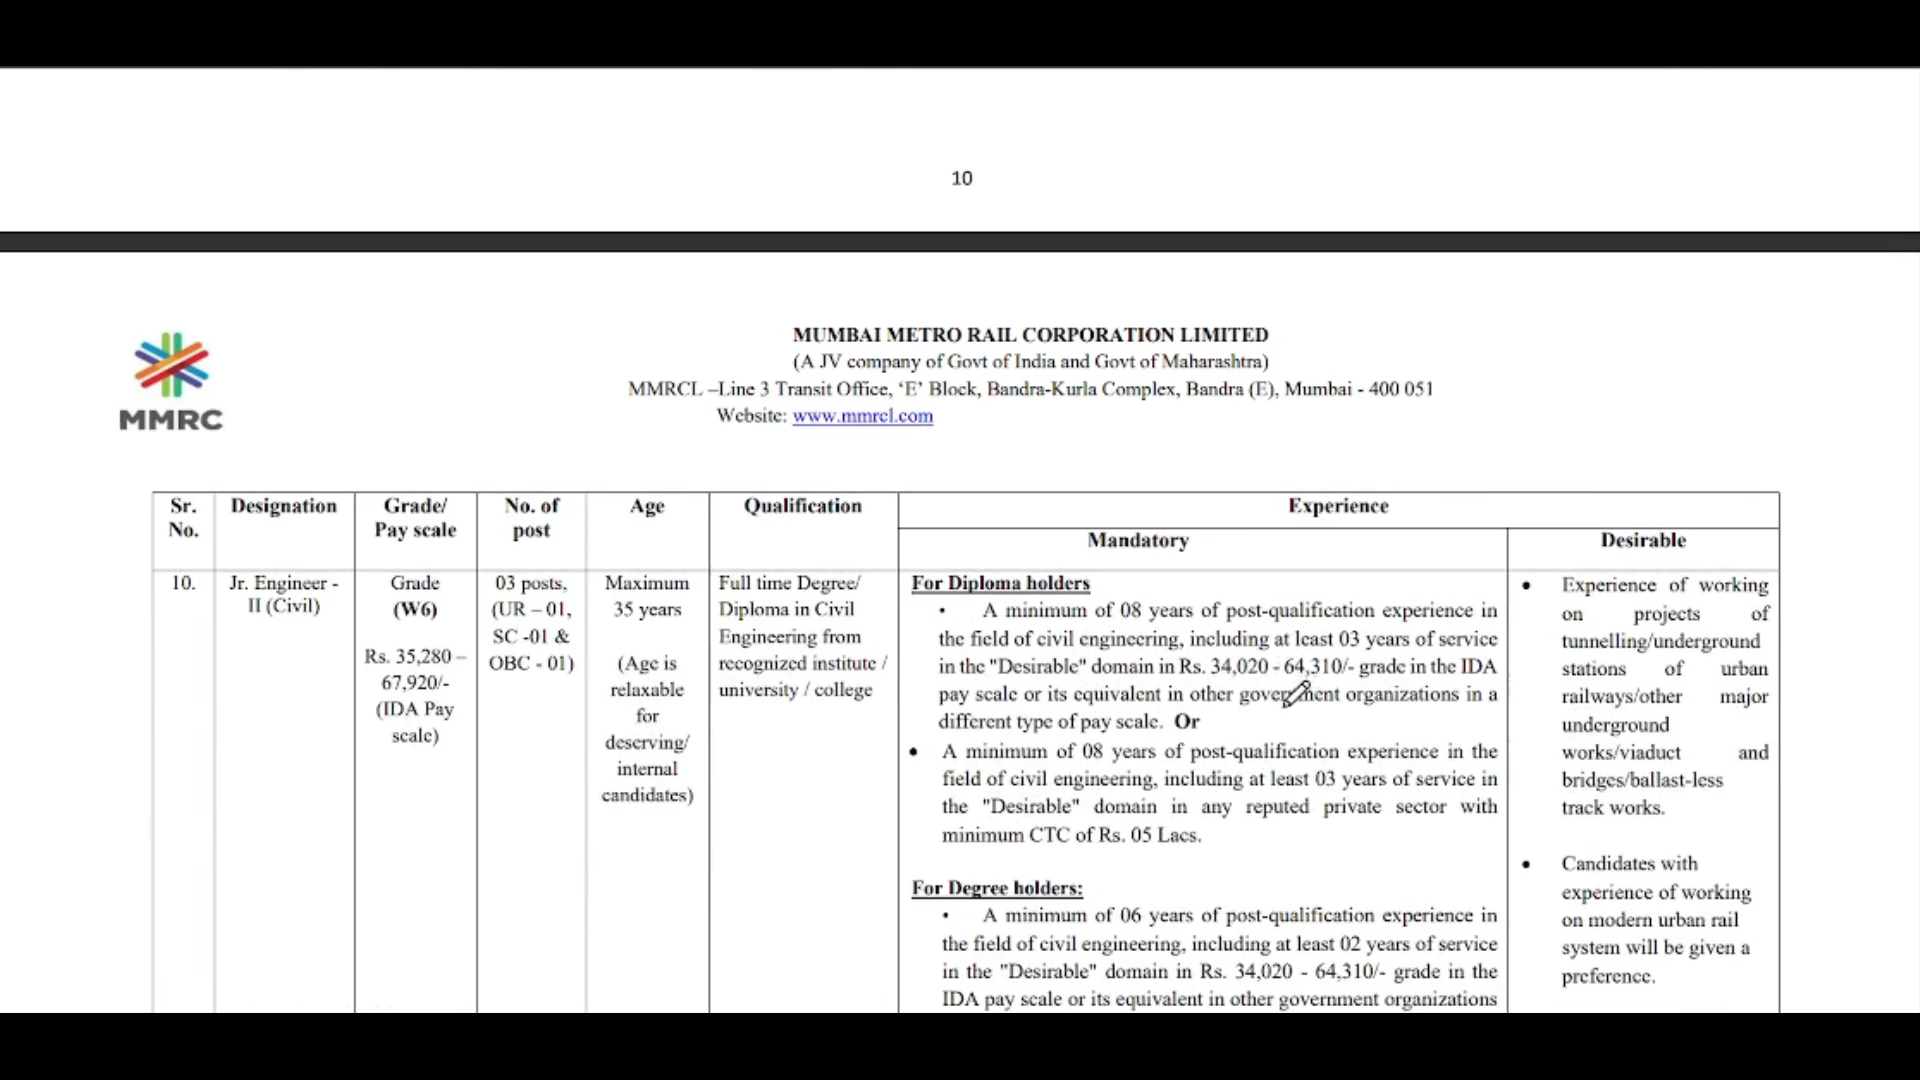 10
MUMBAI METRO RAIL CORPORATION LIMITED
(A JV company of Govt of India and Govt of Maharashtra)
MMRCL –Line 3 Transit Office, ‘E’ Block, Bandra-Kurla Complex, Bandra (E), Mumbai - 400 051
Website: www.mmrcl.com
MMRC
Sr.
No.
Designation
Grade/
Pay scale
No. of
post
Age
Qualification
Experience
Mandatory
Desirable
10.
Jr. Engineer -
II (Civil)
Grade
(W6)
Rs. 35,280 –
67,920/-
(IDA Pay
scale)
03 posts,
(UR – 01,
SC -01 &
OBC - 01)
Maximum
35 years
(Age is
relaxable
for
deserving/
internal
candidates)
Full time Degree/
Diploma in Civil
Engineering from
recognized institute /
university / college
For Diploma holders
• A minimum of 08 years of post-qualification experience in
the field of civil engineering, including at least 03 years of service
in the "Desirable" domain in Rs. 34,020 - 64,310/- grade in the IDA
pay scale or its equivalent in other government organizations in a
different type of pay scale. Or
• A minimum of 08 years of post-qualification experience in the
field of civil engineering, including at least 03 years of service in
the "Desirable" domain in any reputed private sector with
minimum CTC of Rs. 05 Lacs.
For Degree holders:
• A minimum of 06 years of post-qualification experience in
the field of civil engineering, including at least 02 years of service
in the "Desirable" domain in Rs. 34,020 - 64,310/- grade in the
IDA pay scale or its equivalent in other government organizations
• Experience of working
on projects of
tunnelling/underground
stations of urban
railways/other major
underground
works/viaduct and
bridges/ballast-less
track works.
• Candidates with
experience of working
on modern urban rail
system will be given a
preference.